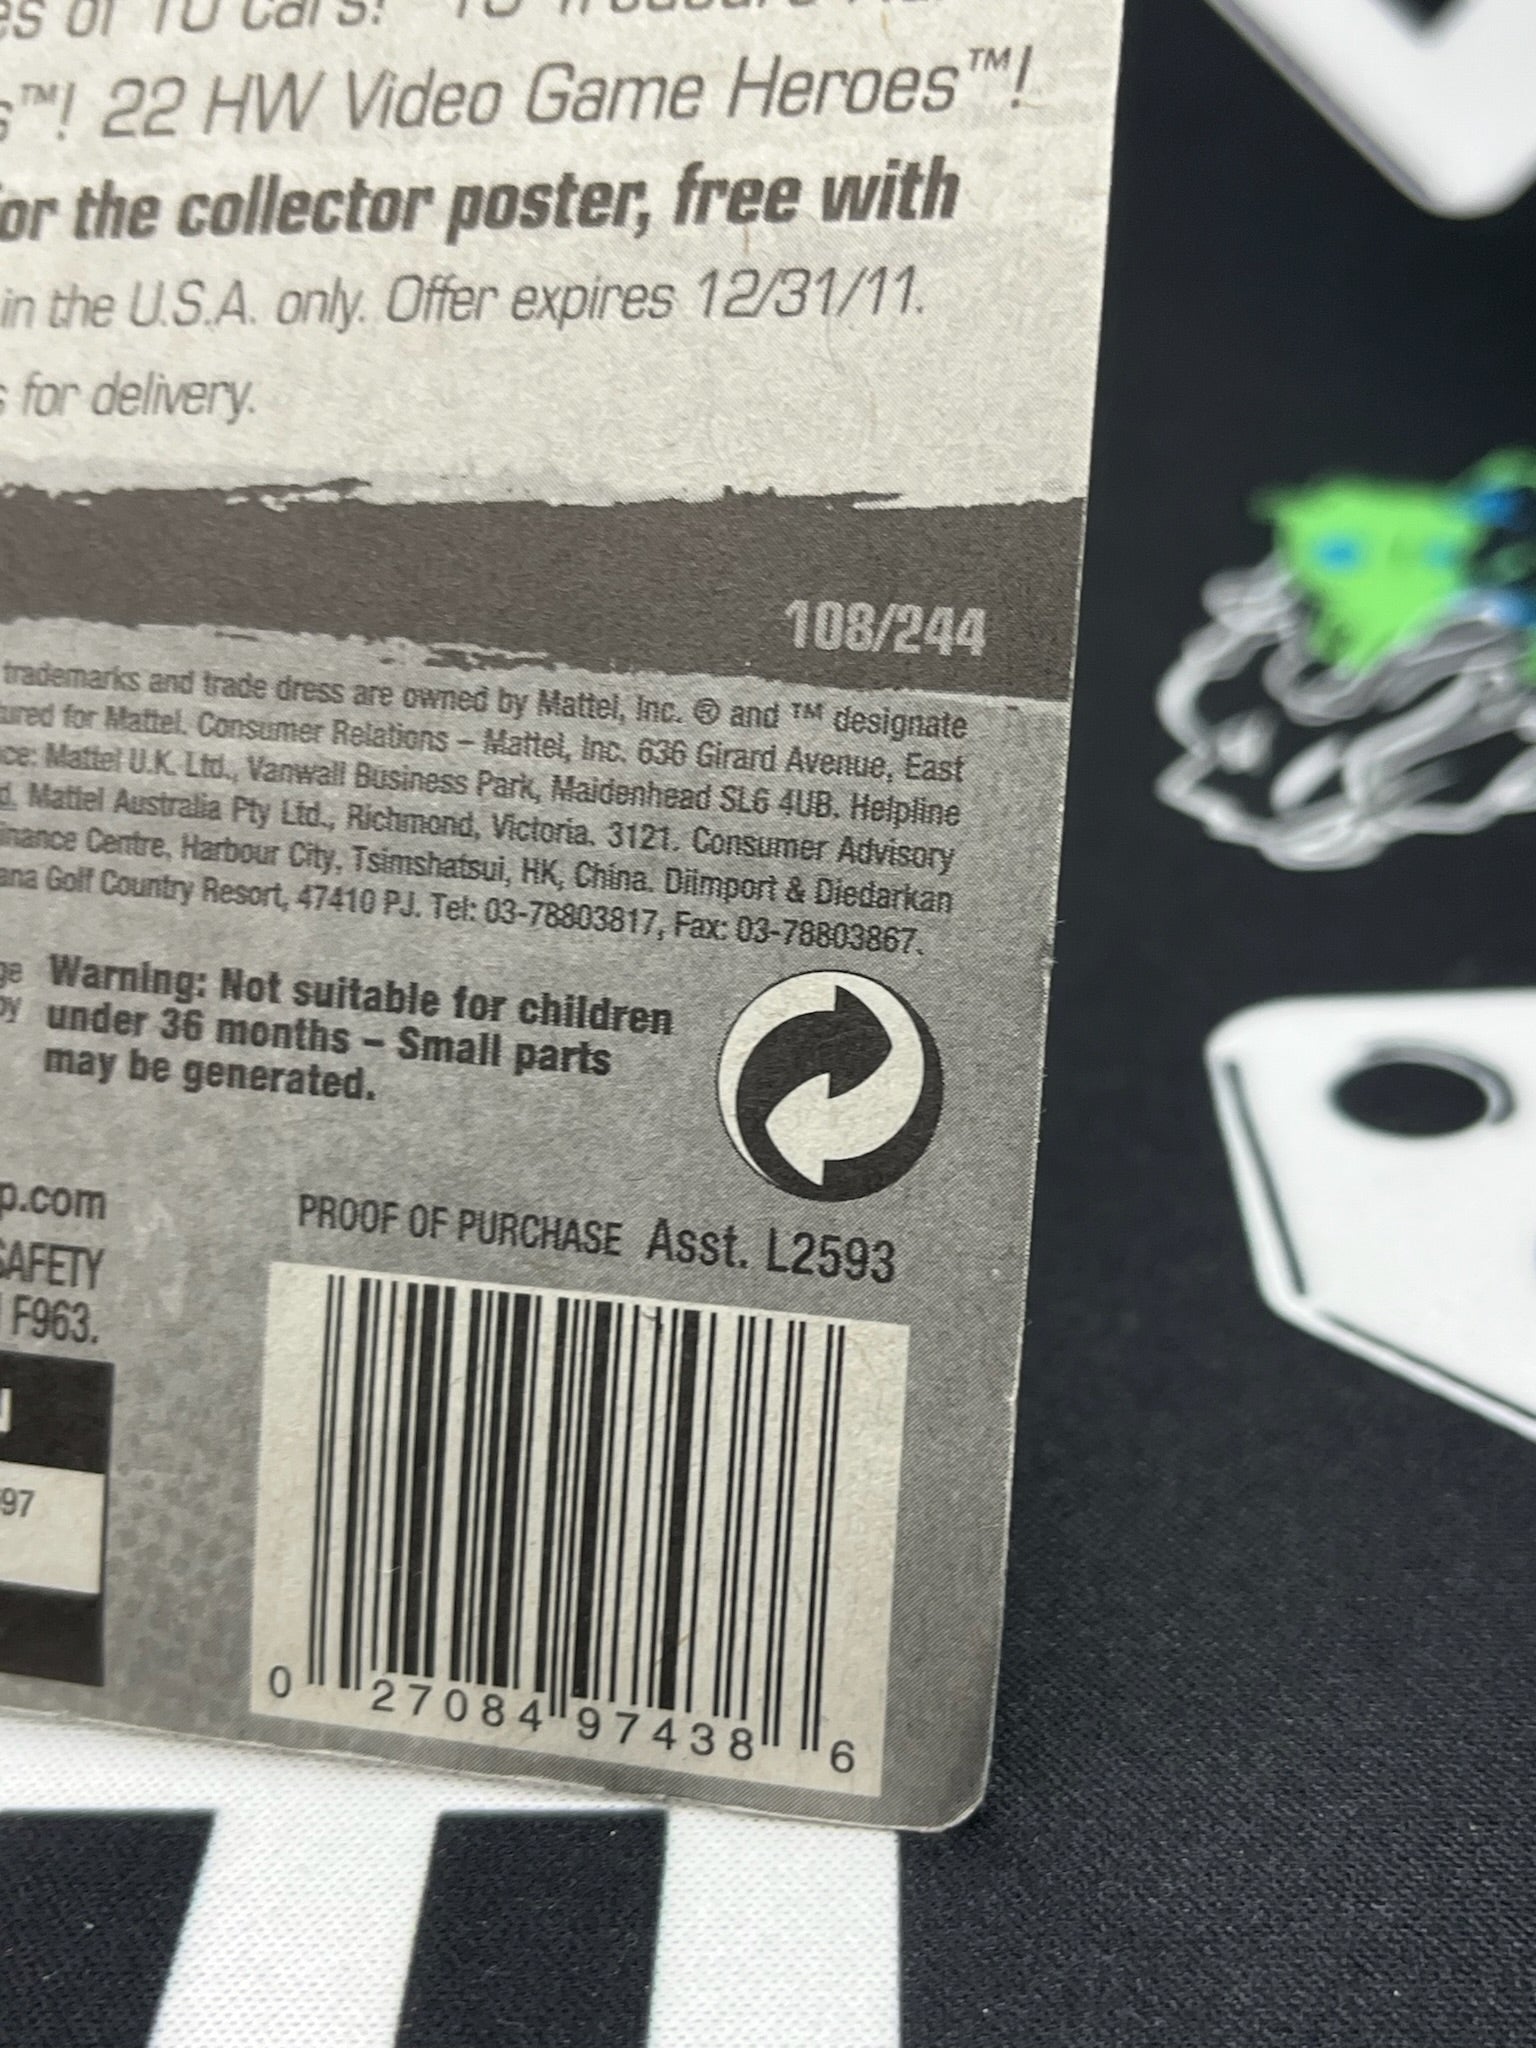 es of 10 cars! 15 Treasure
s™! 22 HW Video Game Heroes™!
or the collector poster, free with
in the U.S.A. only. Offer expires 12/31/11.
s for delivery.
108/244
trademarks and trade dress are owned by Mattel, Inc. ® and ™ designate
ured for Mattel. Consumer Relations – Mattel, Inc. 636 Girard Avenue, East
ce: Mattel U.K. Ltd., Vanwall Business Park, Maidenhead SL6 4UB. Helpline
d. Mattel Australia Pty Ltd., Richmond, Victoria. 3121. Consumer Advisory
inance Centre, Harbour City, Tsimshatsui, HK, China. Diimport & Diedarkan
ana Golf Country Resort, 47410 PJ. Tel: 03-78803817, Fax: 03-78803867.
ge Warning: Not suitable for children
by under 36 months – Small parts
may be generated.
p.com
SAFETY
F963.
N
97
PROOF OF PURCHASE Asst. L2593
0 27084 97438 6